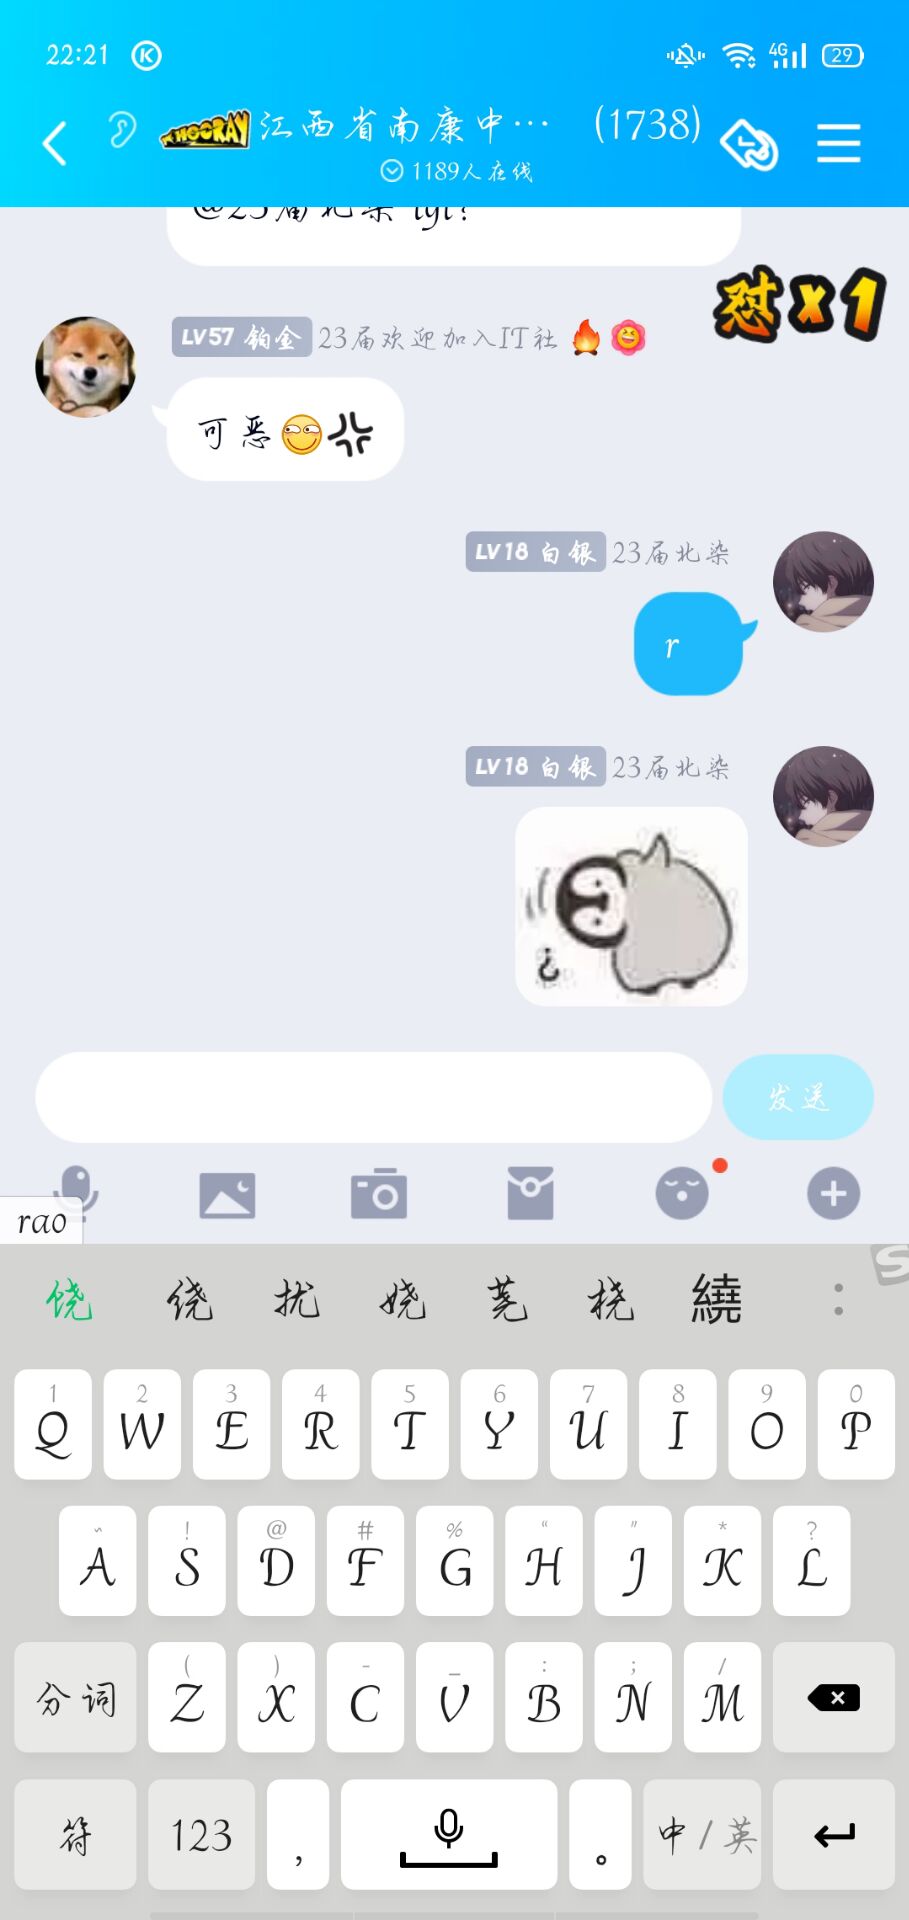 22:21 K 4G 29
HOORAY 江西省南康中… (1738)
1189人在线
@23届北染
怼x1
LV57 铂金 23届欢迎加入IT社
可恶
LV18 白银 23届北染
r
LV18 白银 23届北染
?
发送
rao
饶 绕 扰 娆 荛 桡 繞 :
S
1 2 3 4 5 6 7 8 9 0
Q W E R T Y U I O P
~ ! @ # % “ ” * ?
A S D F G H J K L
( ) - _ : ; /
分词 Z X C V B N M
符 123 , 。 中/英